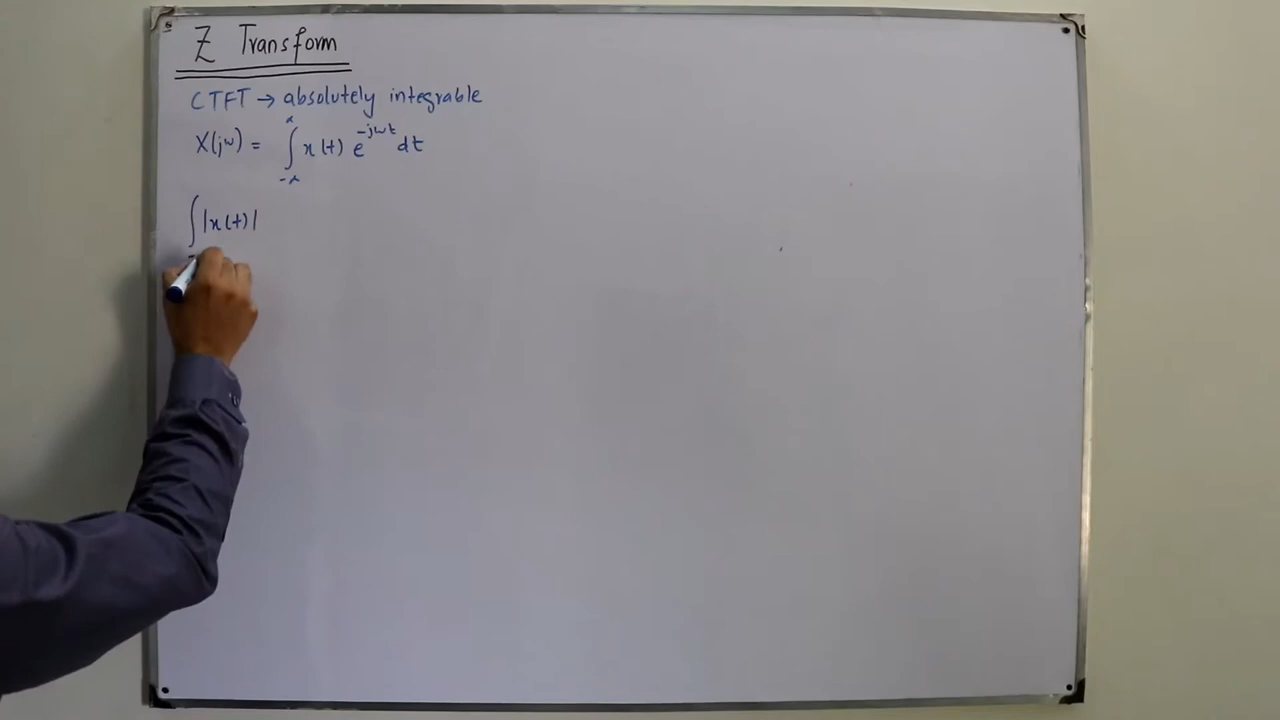 Z Transform
CTFT → absolutely integrable
X(jω) = ∫_{-∞}^{∞} x(t) e^{-jωt} dt
∫_{-} |x(t)|